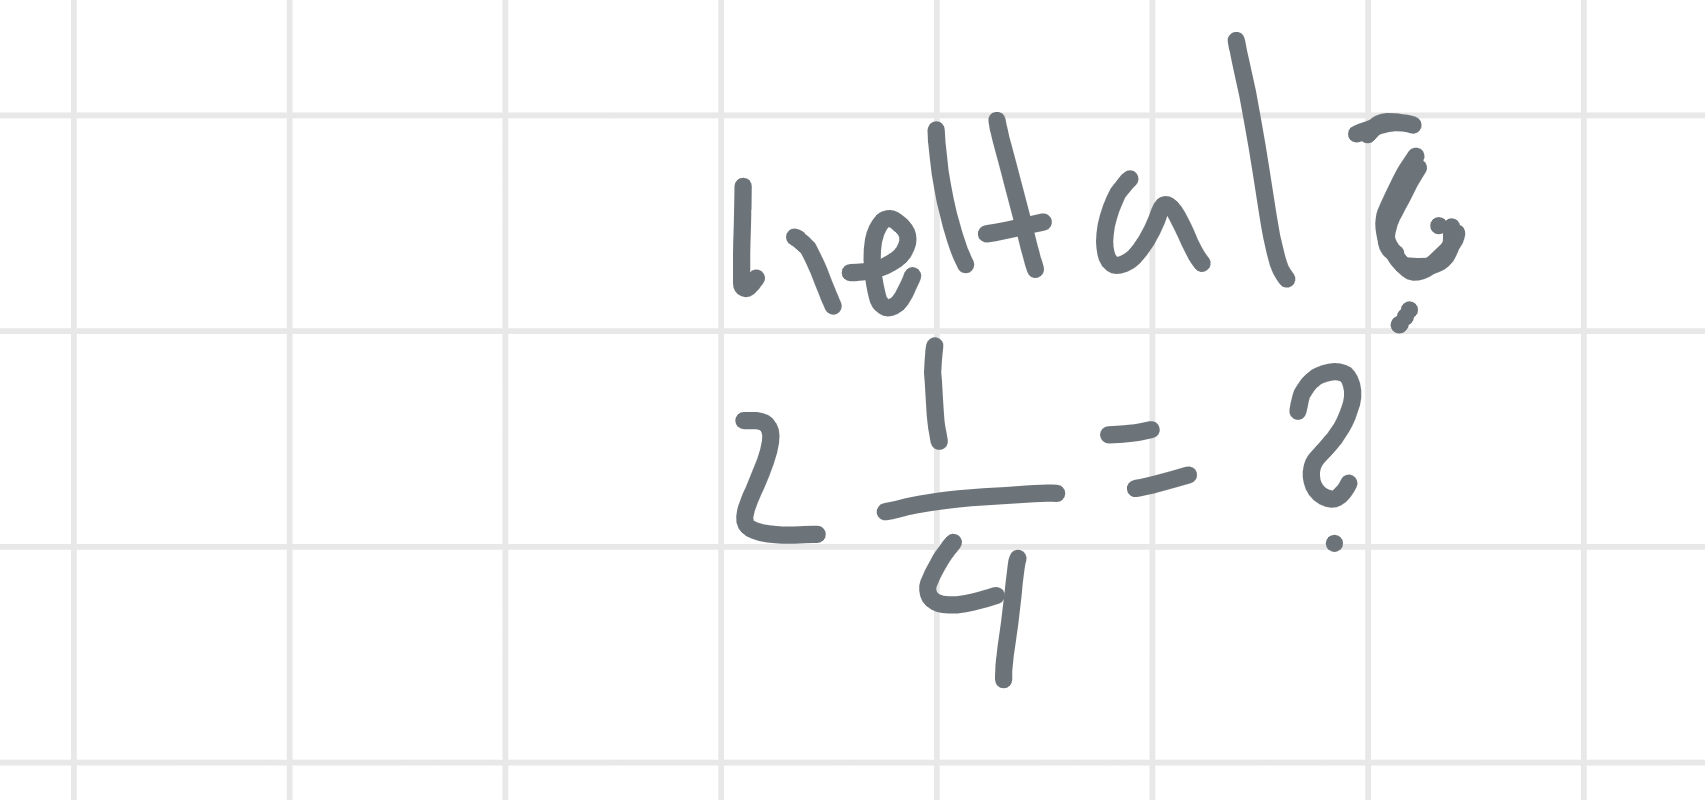 heltal ?
2 1/4 = ?